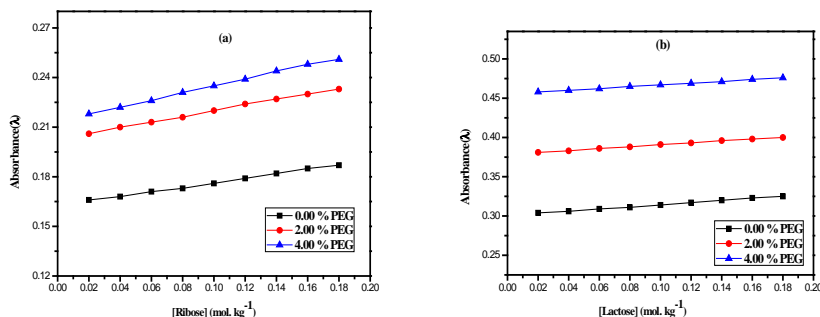 (a)
Absorbance(λ)
0.24
0.21
0.18
0.15
0.12
0.00 0.02 0.04 0.06 0.08 0.10 0.12 0.14 0.16 0.18 0.20
[Ribose] (mol. kg-1)
0.00 % PEG
2.00 % PEG
4.00 % PEG
(b)
Absorbance(λ)
0.50
0.45
0.40
0.35
0.30
0.25
0.00 0.02 0.04 0.06 0.08 0.10 0.12 0.14 0.16 0.18 0.20
[Lactose] (mol. kg-1)
0.00 % PEG
2.00 % PEG
4.00 % PEG